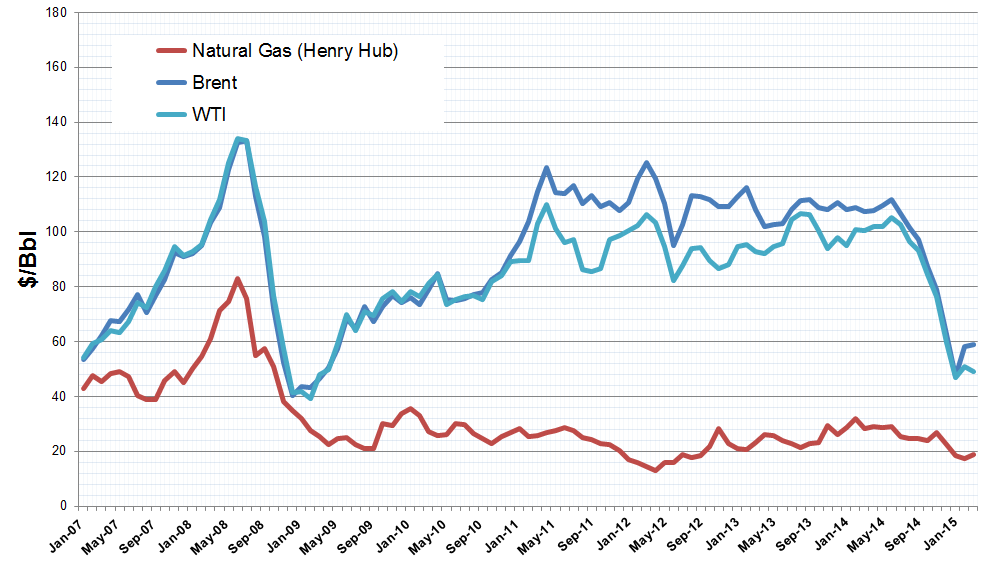 180
160
140
120
100
80
60
40
20
0
$/Bbl
Natural Gas (Henry Hub)
Brent
WTI
Jan-07
May-07
Sep-07
Jan-08
May-08
Sep-08
Jan-09
May-09
Sep-09
Jan-10
May-10
Sep-10
Jan-11
May-11
Sep-11
Jan-12
May-12
Sep-12
Jan-13
May-13
Sep-13
Jan-14
May-14
Sep-14
Jan-15